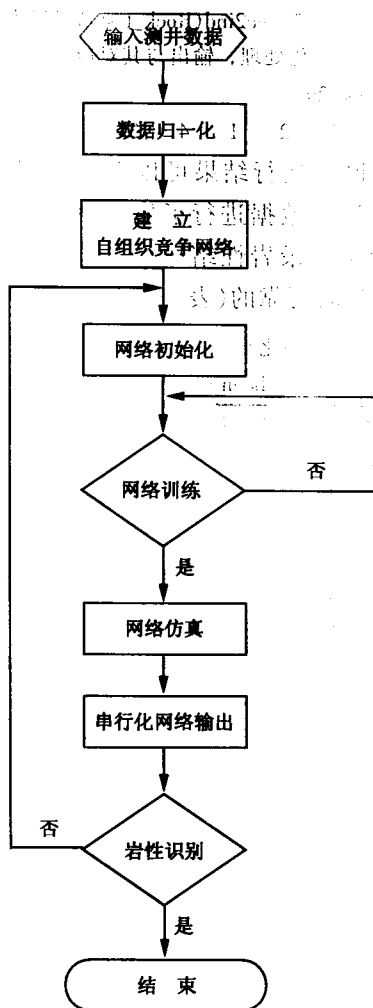 输入测井数据
数据归一化
建 立
自组织竞争网络
网络初始化
网络训练
否
是
网络仿真
串行化网络输出
否
岩性识别
是
结 束